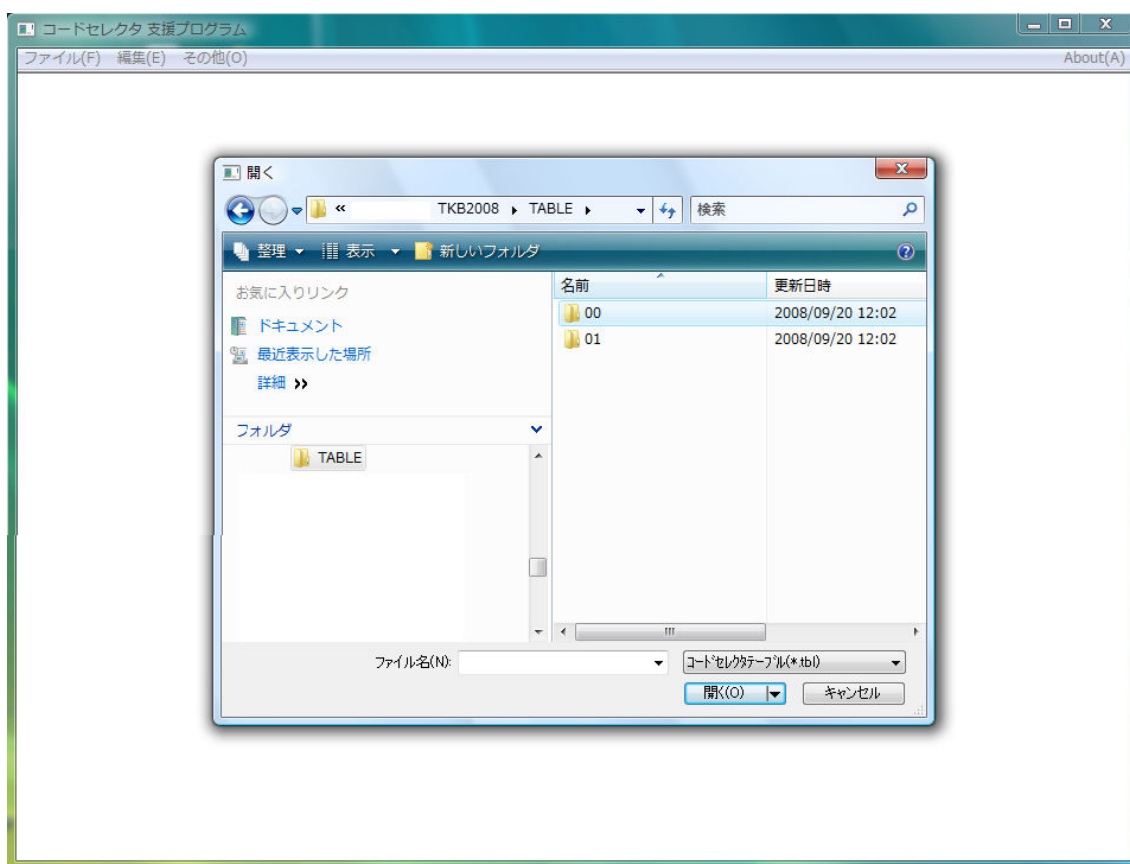 コードセレクタ 支援プログラム
ファイル(F) 編集(E) その他(O) About(A)
開く
« TKB2008 TABLE 検索
整理 表示 新しいフォルダ
お気に入りリンク
ドキュメント
最近表示した場所
詳細 »
フォルダ
TABLE
名前 更新日時
00 2008/09/20 12:02
01 2008/09/20 12:02
ファイル名(N): コードセレクタテーブル(*.tbl)
開く(O) キャンセル